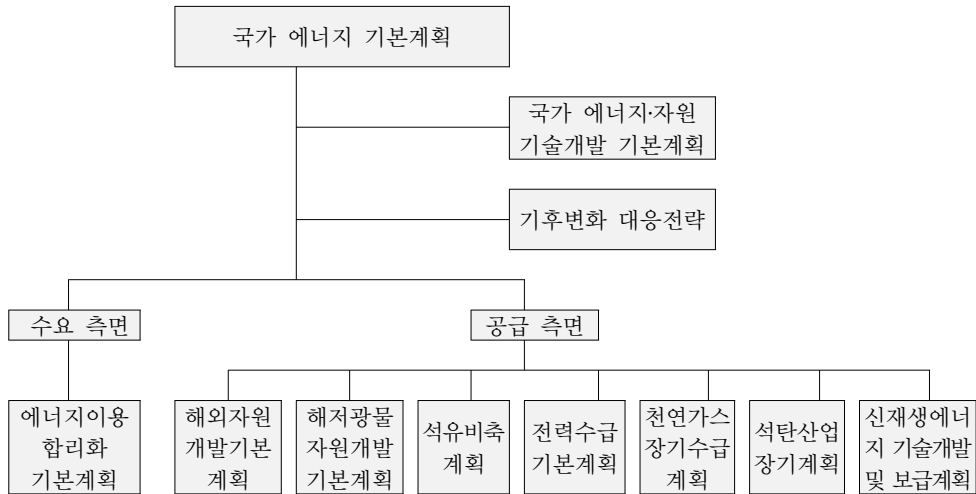 국가 에너지 기본계획
국가 에너지·자원
기술개발 기본계획
기후변화 대응전략
수요 측면
공급 측면
에너지이용
합리화
기본계획
해외자원
개발기본
계획
해저광물
자원개발
기본계획
석유비축
계획
전력수급
기본계획
천연가스
장기수급
계획
석탄산업
장기계획
신재생에너
지 기술개발
및 보급계획